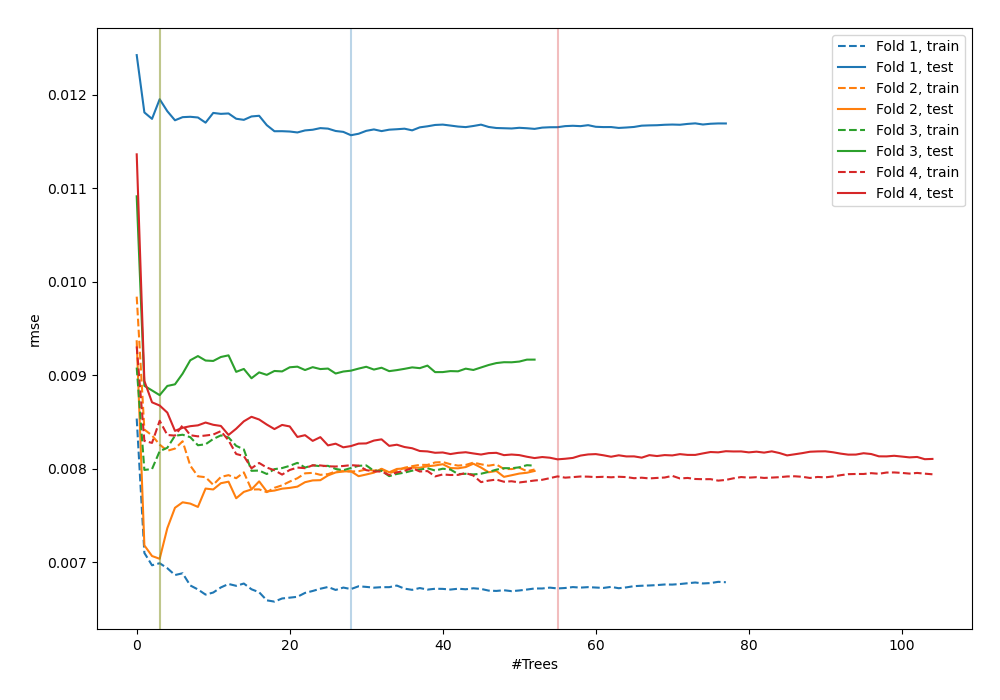 Fold 1, train
Fold 1, test
Fold 2, train
Fold 2, test
Fold 3, train
Fold 3, test
Fold 4, train
Fold 4, test
0.012
0.011
0.010
0.009
0.008
0.007
rmse
0 20 40 60 80 100
#Trees